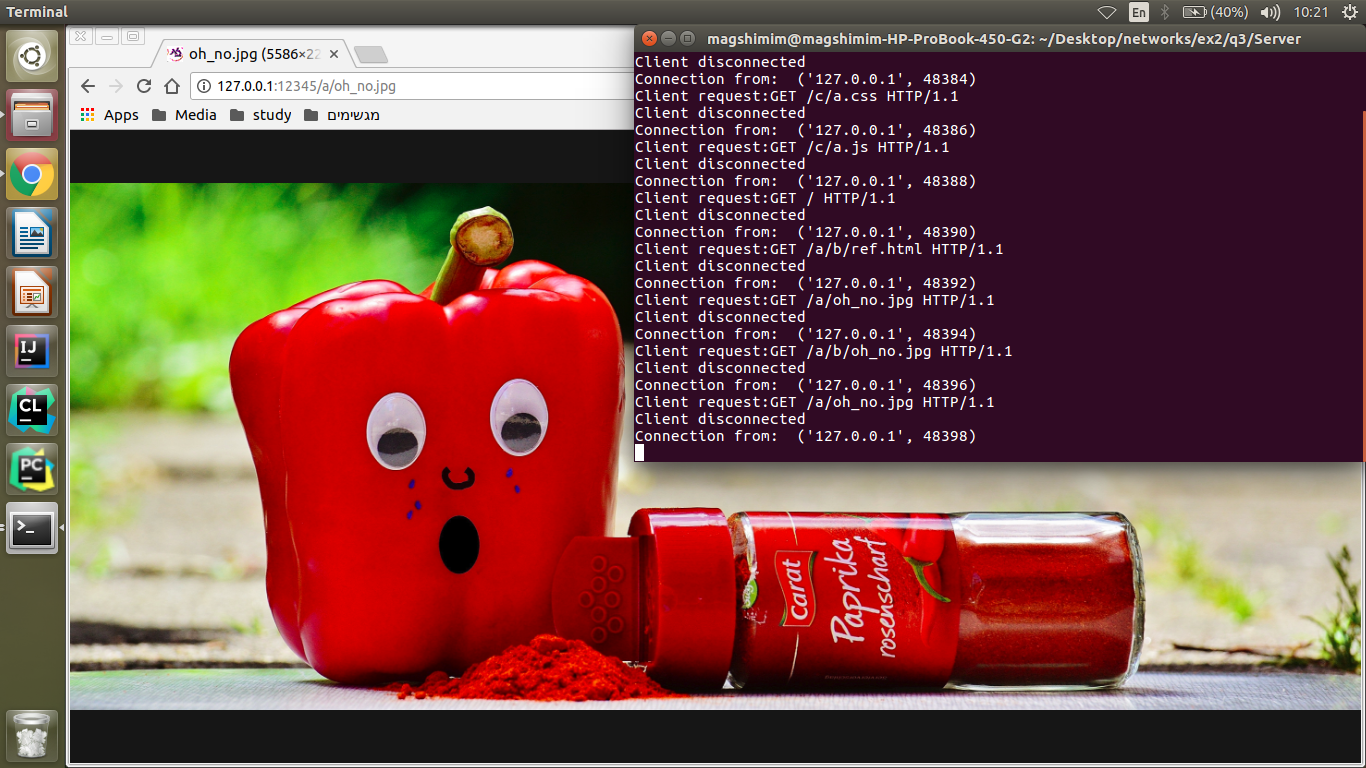 Terminal
En
(40%)
10:21
oh_no.jpg (5586×22
127.0.0.1:12345/a/oh_no.jpg
Apps
Media
study
מגשימים
magshimim@magshimim-HP-ProBook-450-G2: ~/Desktop/networks/ex2/q3/Server
Client disconnected
Connection from:  ('127.0.0.1', 48384)
Client request:GET /c/a.css HTTP/1.1
Client disconnected
Connection from:  ('127.0.0.1', 48386)
Client request:GET /c/a.js HTTP/1.1
Client disconnected
Connection from:  ('127.0.0.1', 48388)
Client request:GET / HTTP/1.1
Client disconnected
Connection from:  ('127.0.0.1', 48390)
Client request:GET /a/b/ref.html HTTP/1.1
Client disconnected
Connection from:  ('127.0.0.1', 48392)
Client request:GET /a/oh_no.jpg HTTP/1.1
Client disconnected
Connection from:  ('127.0.0.1', 48394)
Client request:GET /a/b/oh_no.jpg HTTP/1.1
Client disconnected
Connection from:  ('127.0.0.1', 48396)
Client request:GET /a/oh_no.jpg HTTP/1.1
Client disconnected
Connection from:  ('127.0.0.1', 48398)
IJ
CL
PC
>_
Carat
Paprika
rosenscharf